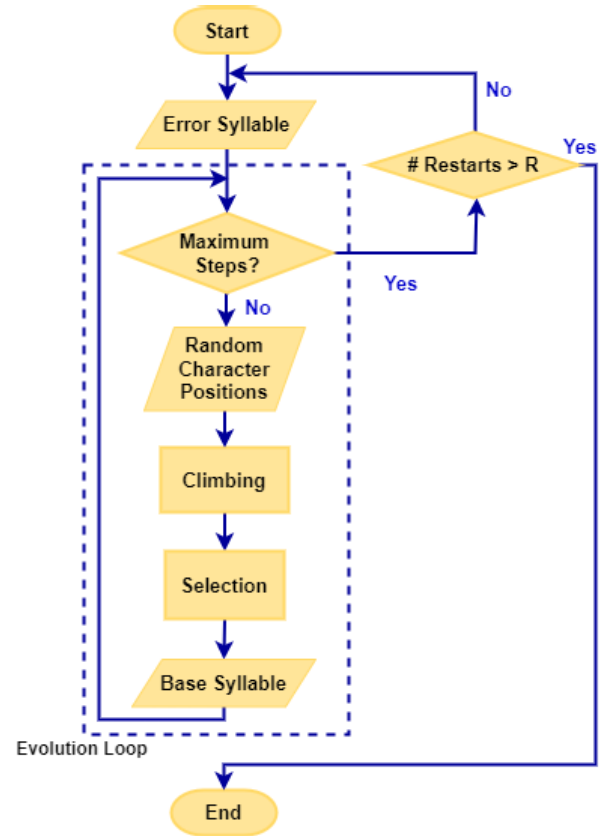 Start
No
Error Syllable
Yes
# Restarts > R
Maximum
Steps?
Yes
No
Random
Character
Positions
Climbing
Selection
Base Syllable
Evolution Loop
End